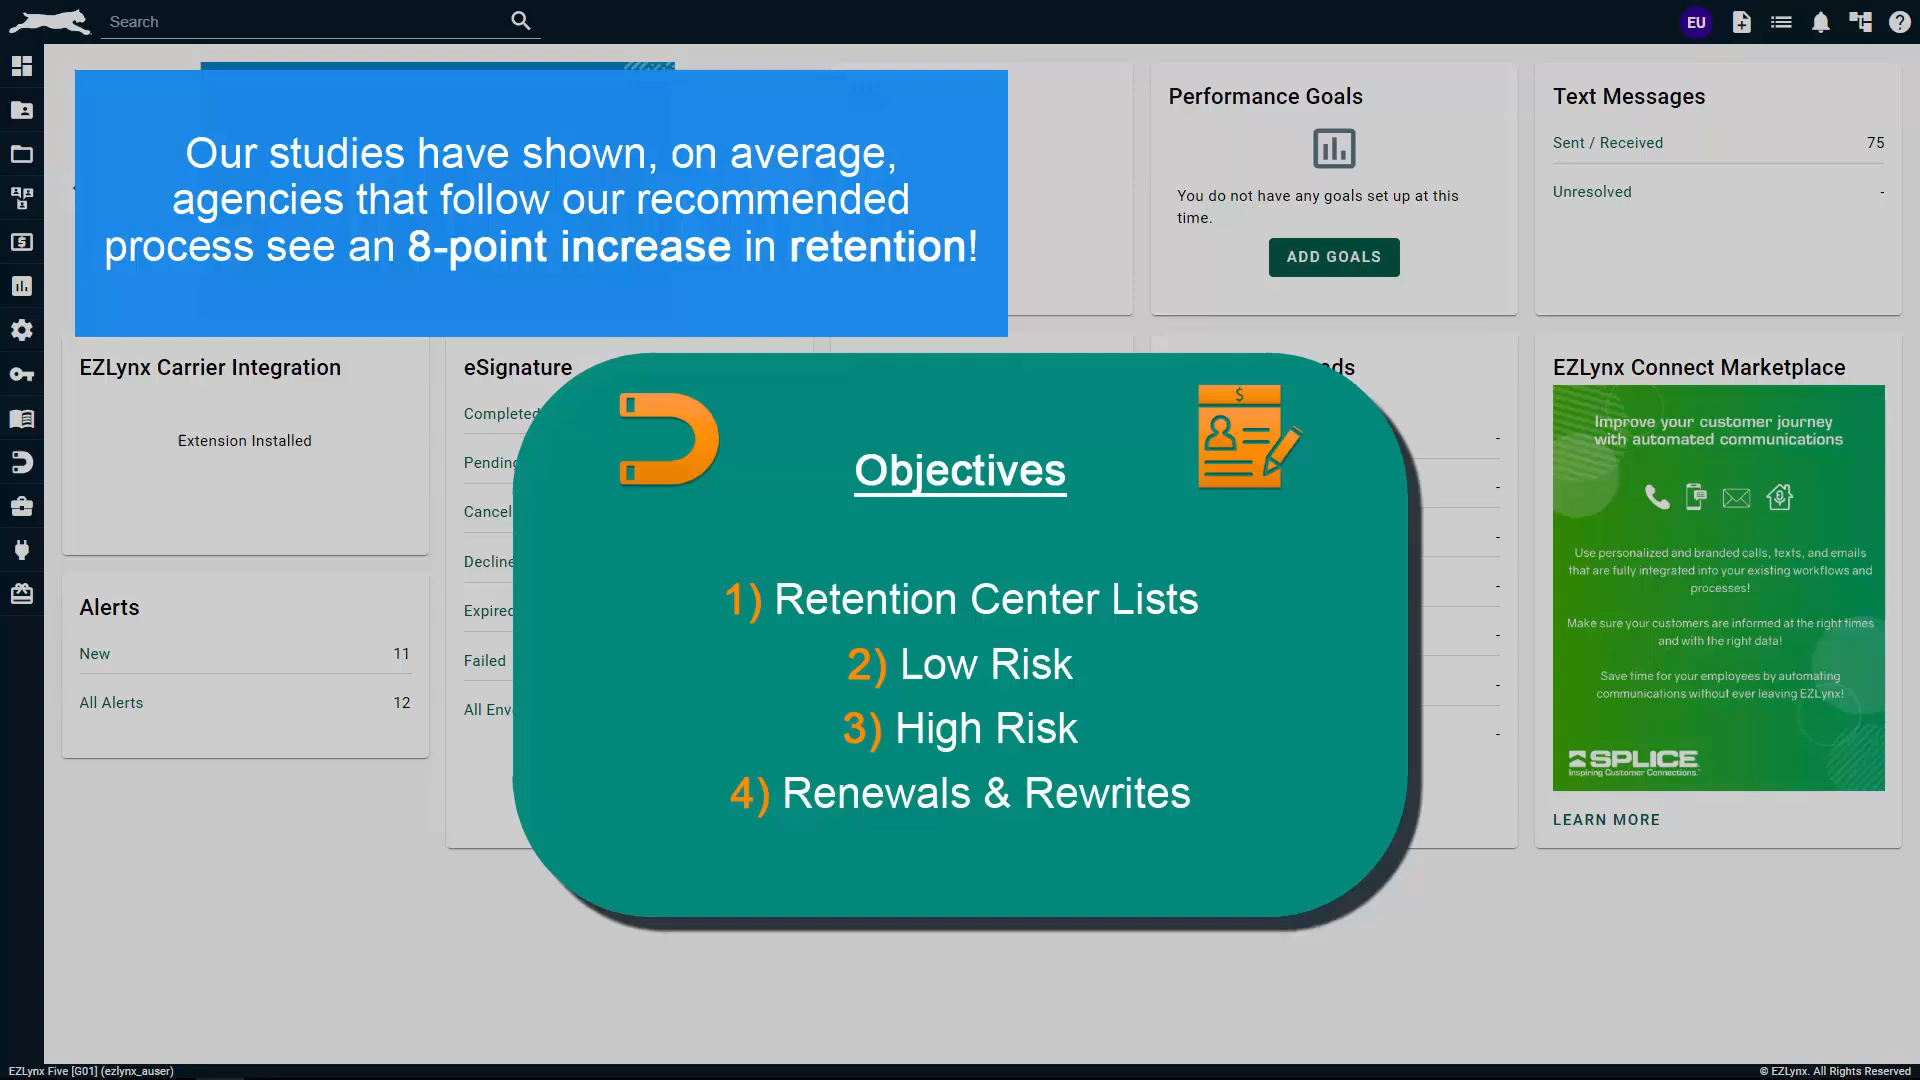 Search
EU
Our studies have shown, on average,
agencies that follow our recommended
process see an 8-point increase in retention!
Performance Goals
You do not have any goals set up at this
time.
ADD GOALS
Text Messages
Sent / Received 75
Unresolved -
EZLynx Carrier Integration
Extension Installed
Alerts
New 11
All Alerts 12
eSignature
Completed
Pending
Cancel
Decline
Expired
Failed
All Env
Objectives
1) Retention Center Lists
2) Low Risk
3) High Risk
4) Renewals & Rewrites
ds
-
-
-
-
-
-
-
EZLynx Connect Marketplace
Improve your customer journey
with automated communications
Use personalized and branded calls, texts, and emails
that are fully integrated into your existing workflows and
processes!
Make sure your customers are informed at the right times
and with the right data!
Save time for your employees by automating
communications without ever leaving EZLynx!
SPLICE
Inspiring Customer Connections.
LEARN MORE
EZLynx Five [G01] (ezlynx_auser)
© EZLynx. All Rights Reserved